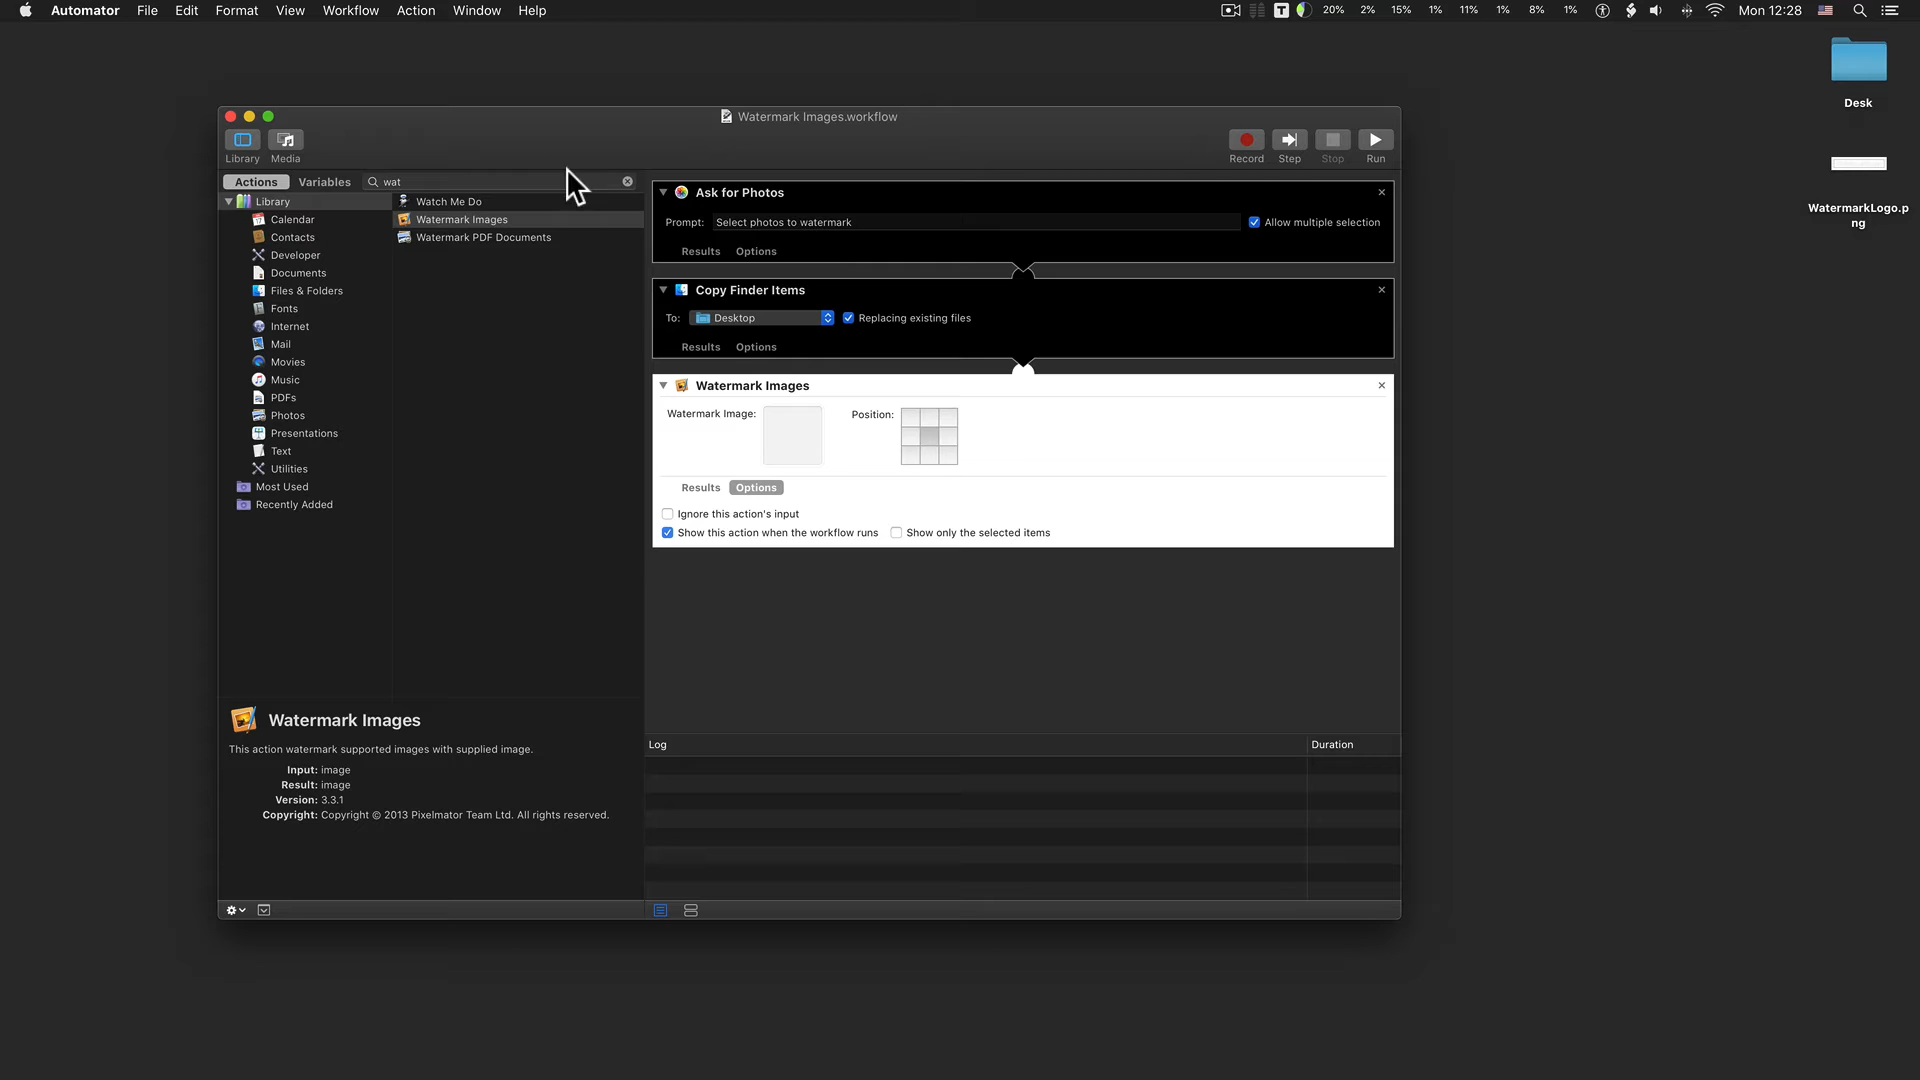 Automator File Edit Format View Workflow Action Window Help
20% 2% 15% 1% 11% 1% 8% 1% Mon 12:28
Desk
WatermarkLogo.p
ng
Watermark Images.workflow
Library Media
Record Step Stop Run
Actions Variables wat
Library
Calendar
Contacts
Developer
Documents
Files & Folders
Fonts
Internet
Mail
Movies
Music
PDFs
Photos
Presentations
Text
Utilities
Most Used
Recently Added
Watch Me Do
Watermark Images
Watermark PDF Documents
Ask for Photos
Prompt: Select photos to watermark Allow multiple selection
Results Options
Copy Finder Items
To: Desktop Replacing existing files
Results Options
Watermark Images
Watermark Image: Position:
Results Options
Ignore this action's input
Show this action when the workflow runs Show only the selected items
Watermark Images
This action watermark supported images with supplied image.
Input: image
Result: image
Version: 3.3.1
Copyright: Copyright © 2013 Pixelmator Team Ltd. All rights reserved.
Log Duration